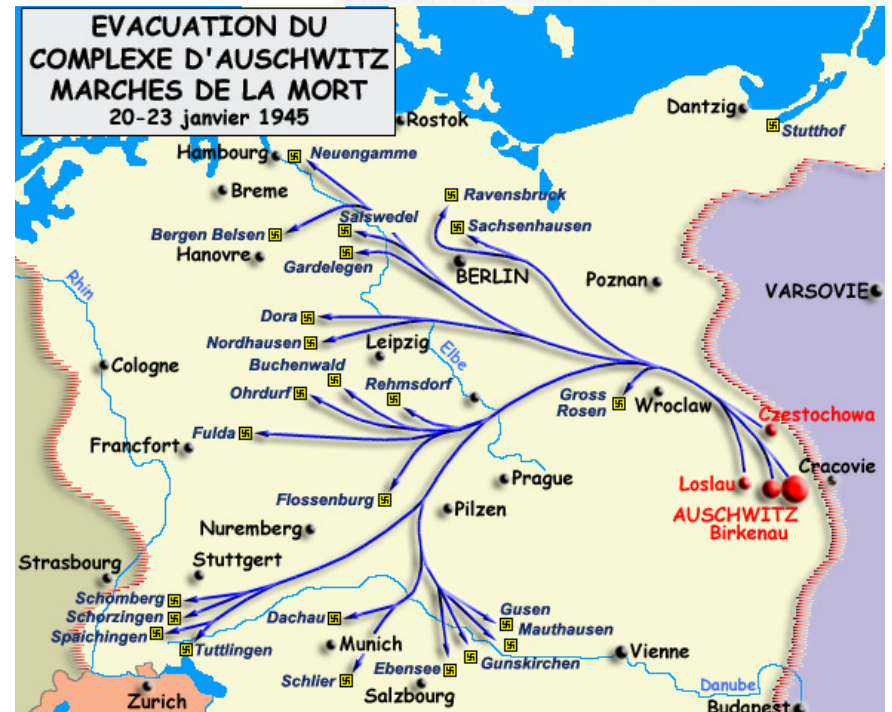 EVACUATION DU
COMPLEXE D'AUSCHWITZ
MARCHES DE LA MORT
20-23 janvier 1945
Rostok
Dantzig
Stutthof
Hambourg
Neuengamme
Breme
Ravensbruck
Salswedel
Sachsenhausen
Bergen Belsen
Hanovre
Gardelegen
BERLIN
Poznan
VARSOVIE
Rhin
Dora
Nordhausen
Leipzig
Elbe
Cologne
Buchenwald
Ohrdurf
Rehmsdorf
Gross
Rosen
Wroclaw
Czestochowa
Fulda
Francfort
Cracovie
Loslau
Prague
Flossenburg
Pilzen
AUSCHWITZ
Birkenau
Nuremberg
Strasbourg
Stuttgert
Schomberg
Schorzingen
Spaichingen
Tuttlingen
Dachau
Gusen
Mauthausen
Munich
Gunskirchen
Vienne
Ebensee
Schlier
Salzbourg
Danube
Zurich
Budapest